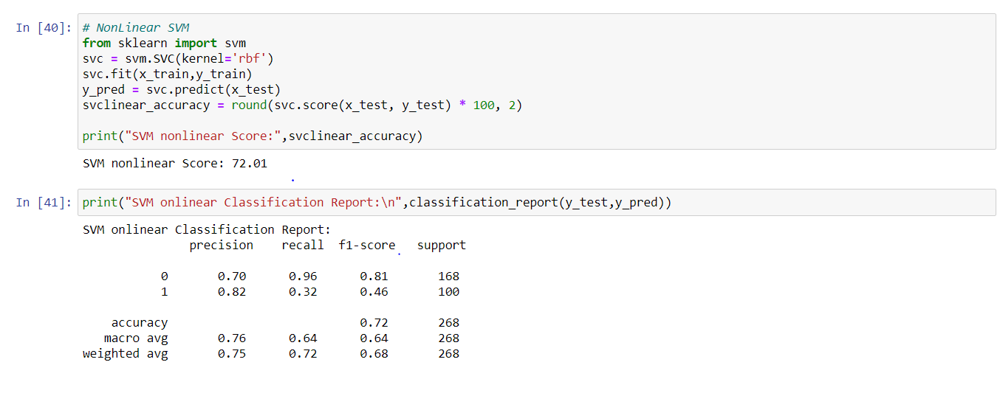 In [40]: # NonLinear SVM
from sklearn import svm
svc = svm.SVC(kernel='rbf')
svc.fit(x_train,y_train)
y_pred = svc.predict(x_test)
svclinear_accuracy = round(svc.score(x_test, y_test) * 100, 2)
print("SVM nonlinear Score:",svclinear_accuracy)
SVM nonlinear Score: 72.01
In [41]: print("SVM onlinear Classification Report:\n",classification_report(y_test,y_pred))
SVM onlinear Classification Report:
precision recall f1-score support
0 0.70 0.96 0.81 168
1 0.82 0.32 0.46 100
accuracy 0.72 268
macro avg 0.76 0.64 0.64 268
weighted avg 0.75 0.72 0.68 268